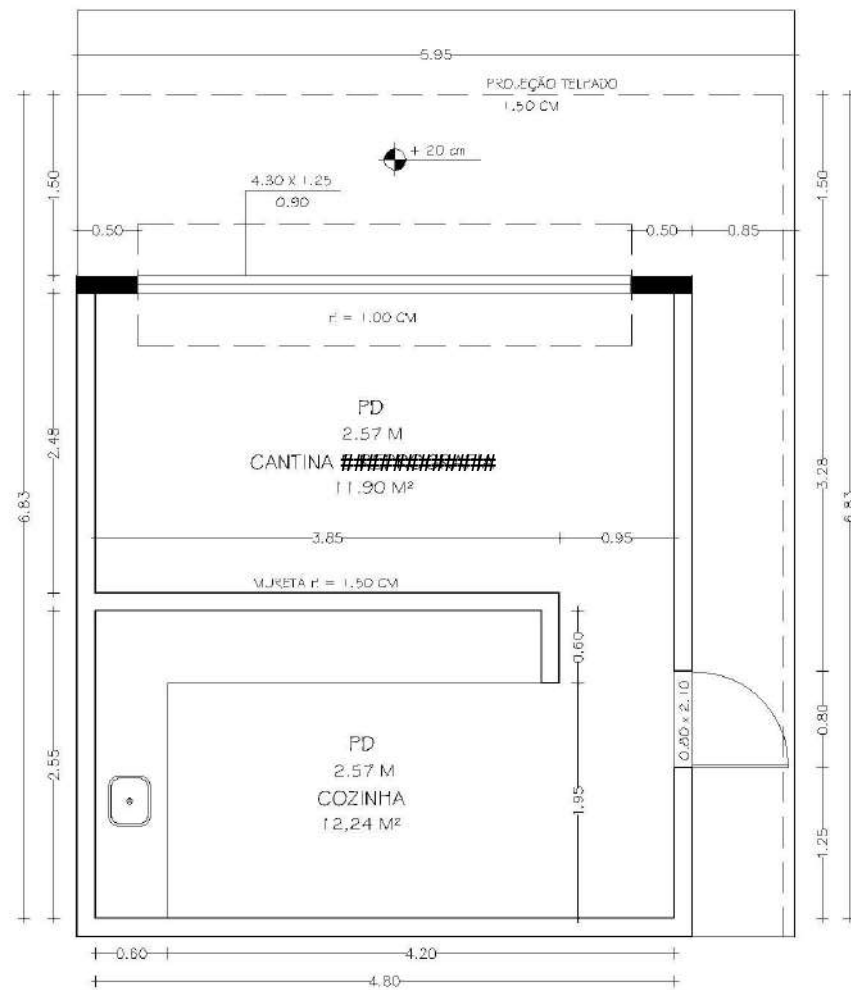 5.95
PROJEÇÃO TELHADO
1.50 CM
+ 20 cm
4.30 X 1.25
0.90
1.50
1.50
0.50
0.50
0.85
H = 1.00 CM
PD
2.57 M
CANTINA
11.90 M²
2.48
3.28
6.83
6.83
3.85
0.95
MURETA H = 1.50 CM
0.60
0.80 x 2.10
0.80
PD
2.57 M
COZINHA
12,24 M²
2.55
1.95
1.25
0.60
4.20
4.80